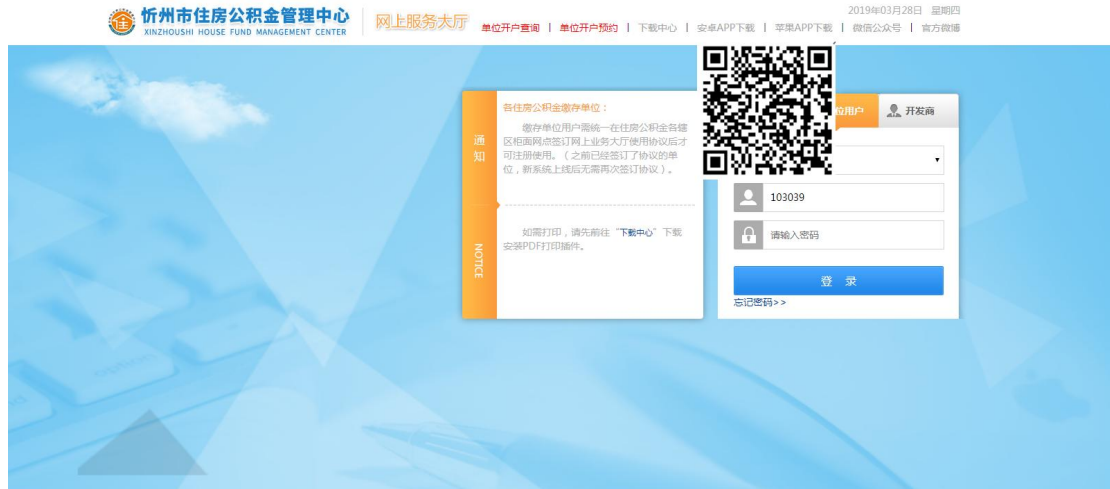 2019年03月28日 星期四
忻州市住房公积金管理中心
XINZHOUSHI HOUSE FUND MANAGEMENT CENTER
网上服务大厅
单位开户查询 | 单位开户预约 | 下载中心 | 安卓APP下载 | 苹果APP下载 | 微信公众号 | 官方微博
通知
各住房公积金缴存单位：
缴存单位用户需统一在住房公积金各辖
区柜面网点签订网上业务大厅使用协议后才
可注册使用。（之前已经签订了协议的单
位，新系统上线后无需再次签订协议）。
NOTICE
如需打印，请先前往“下载中心”下载
安装PDF打印插件。
位用户
开发商
103039
请输入密码
登 录
忘记密码>>